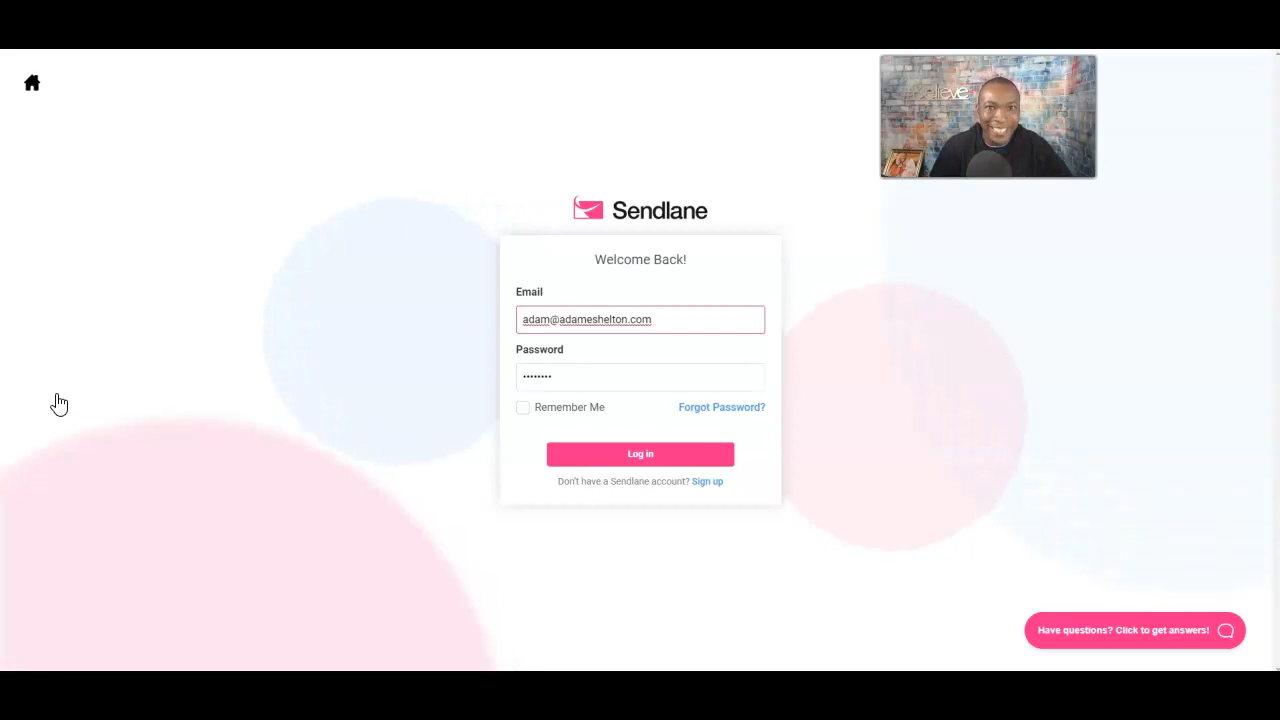 Sendlane
Welcome Back!
Email
adam@adameshelton.com
Password
••••••••
Remember Me
Forgot Password?
Log in
Don't have a Sendlane account? Sign up
Have questions? Click to get answers!